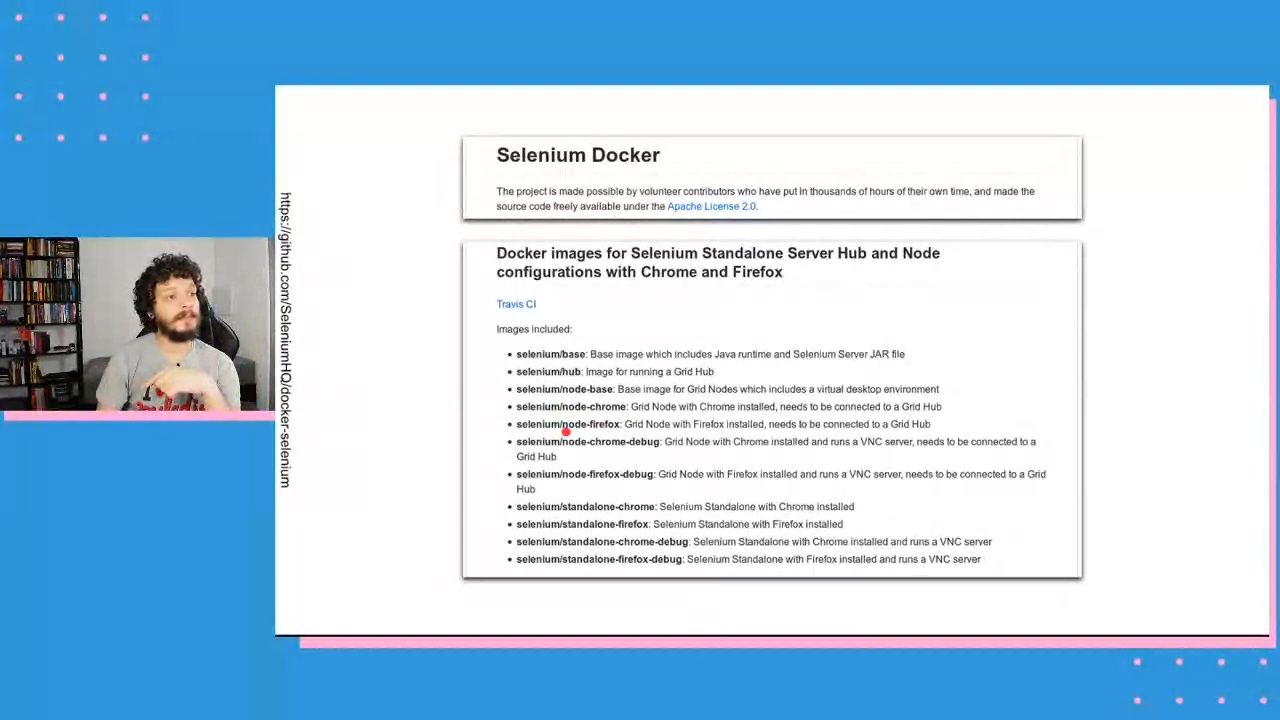 Selenium Docker
The project is made possible by volunteer contributors who have put in thousands of hours of their own time, and made the
source code freely available under the Apache License 2.0.
Docker images for Selenium Standalone Server Hub and Node
configurations with Chrome and Firefox
Travis CI
Images included:
• selenium/base: Base image which includes Java runtime and Selenium Server JAR file
• selenium/hub: Image for running a Grid Hub
• selenium/node-base: Base image for Grid Nodes which includes a virtual desktop environment
• selenium/node-chrome: Grid Node with Chrome installed, needs to be connected to a Grid Hub
• selenium/node-firefox: Grid Node with Firefox installed, needs to be connected to a Grid Hub
• selenium/node-chrome-debug: Grid Node with Chrome installed and runs a VNC server, needs to be connected to a
Grid Hub
• selenium/node-firefox-debug: Grid Node with Firefox installed and runs a VNC server, needs to be connected to a Grid
Hub
• selenium/standalone-chrome: Selenium Standalone with Chrome installed
• selenium/standalone-firefox: Selenium Standalone with Firefox installed
• selenium/standalone-chrome-debug: Selenium Standalone with Chrome installed and runs a VNC server
• selenium/standalone-firefox-debug: Selenium Standalone with Firefox installed and runs a VNC server
https://github.com/SeleniumHQ/docker-selenium